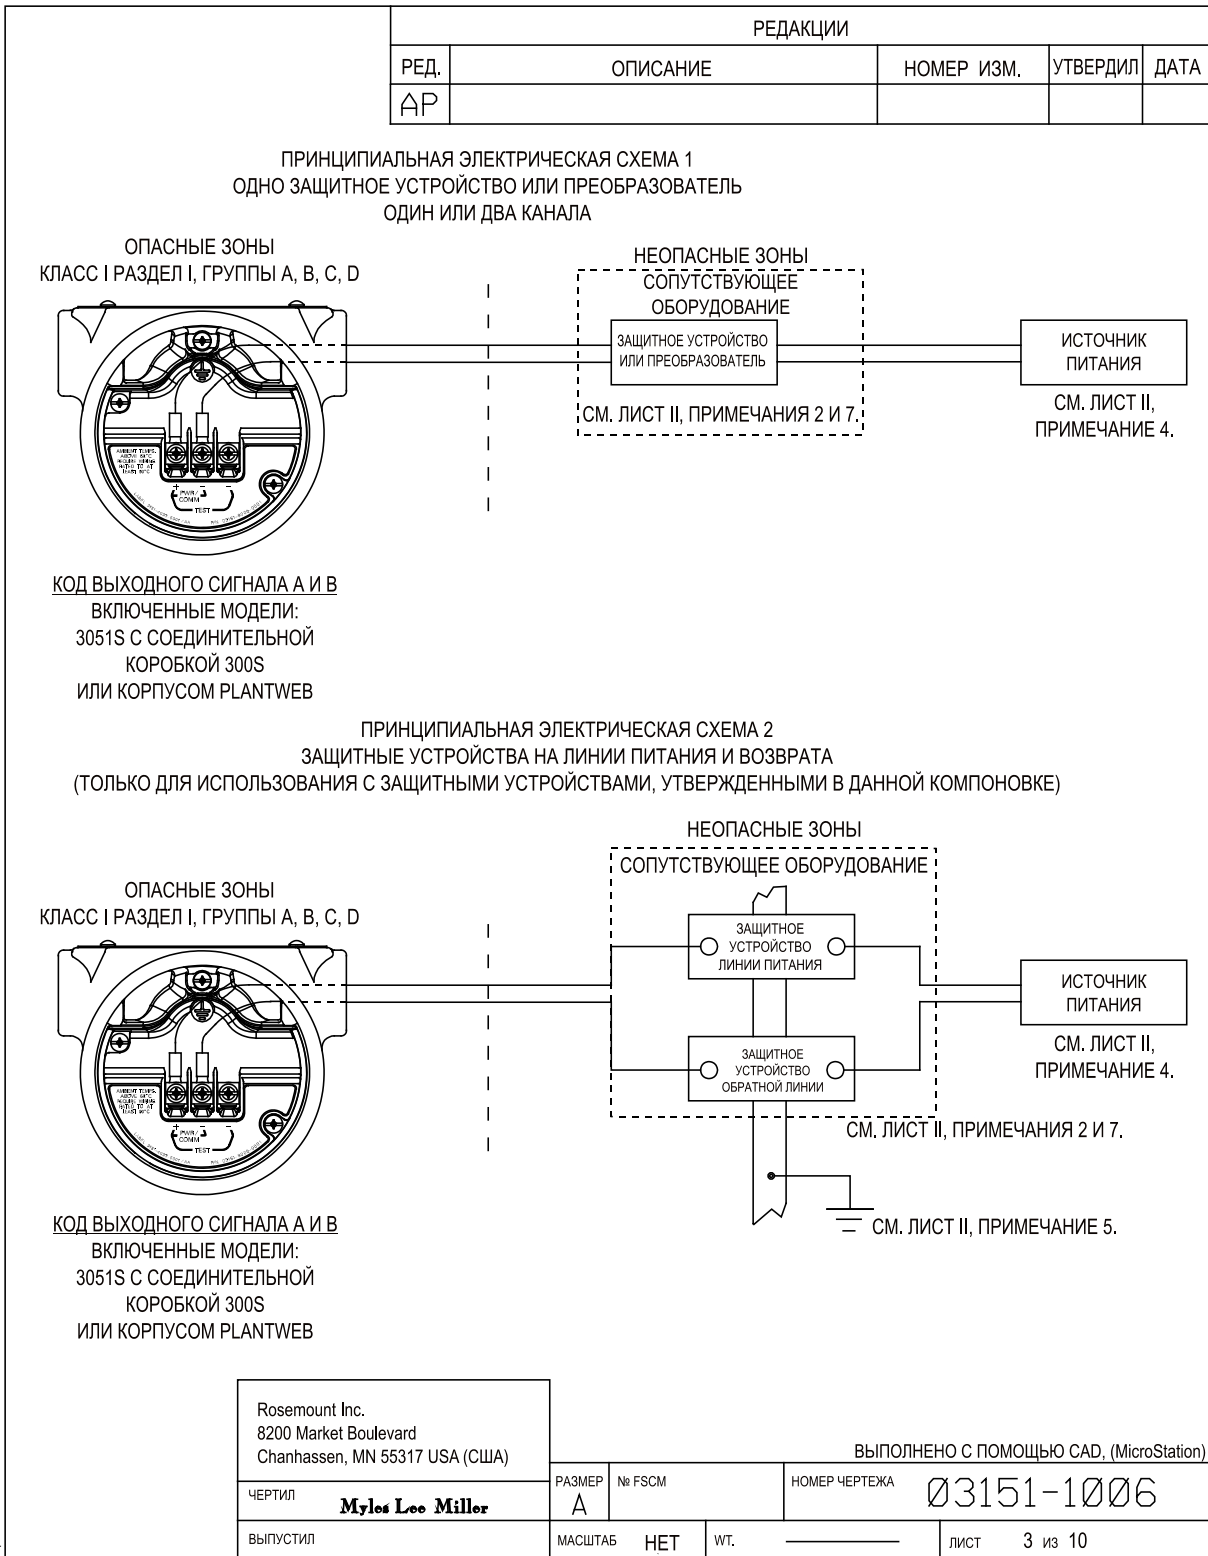 РЕДАКЦИИ
РЕД. ОПИСАНИЕ НОМЕР ИЗМ. УТВЕРДИЛ ДАТА
AP
ПРИНЦИПИАЛЬНАЯ ЭЛЕКТРИЧЕСКАЯ СХЕМА 1
ОДНО ЗАЩИТНОЕ УСТРОЙСТВО ИЛИ ПРЕОБРАЗОВАТЕЛЬ
ОДИН ИЛИ ДВА КАНАЛА
ОПАСНЫЕ ЗОНЫ
КЛАСС I РАЗДЕЛ I, ГРУППЫ A, B, C, D
НЕОПАСНЫЕ ЗОНЫ
СОПУТСТВУЮЩЕЕ
ОБОРУДОВАНИЕ
ЗАЩИТНОЕ УСТРОЙСТВО
ИЛИ ПРЕОБРАЗОВАТЕЛЬ
СМ. ЛИСТ II, ПРИМЕЧАНИЯ 2 И 7.
ИСТОЧНИК
ПИТАНИЯ
СМ. ЛИСТ II,
ПРИМЕЧАНИЕ 4.
AMBIENT TEMPS.
+ PWR/ - -
COMM
TEST
КОД ВЫХОДНОГО СИГНАЛА A И B
ВКЛЮЧЕННЫЕ МОДЕЛИ:
3051S С СОЕДИНИТЕЛЬНОЙ
КОРОБКОЙ 300S
ИЛИ КОРПУСОМ PLANTWEB
ПРИНЦИПИАЛЬНАЯ ЭЛЕКТРИЧЕСКАЯ СХЕМА 2
ЗАЩИТНЫЕ УСТРОЙСТВА НА ЛИНИИ ПИТАНИЯ И ВОЗВРАТА
(ТОЛЬКО ДЛЯ ИСПОЛЬЗОВАНИЯ С ЗАЩИТНЫМИ УСТРОЙСТВАМИ, УТВЕРЖДЕННЫМИ В ДАННОЙ КОМПОНОВКЕ)
НЕОПАСНЫЕ ЗОНЫ
СОПУТСТВУЮЩЕЕ ОБОРУДОВАНИЕ
ОПАСНЫЕ ЗОНЫ
КЛАСС I РАЗДЕЛ I, ГРУППЫ A, B, C, D
ЗАЩИТНОЕ
УСТРОЙСТВО
ЛИНИИ ПИТАНИЯ
ИСТОЧНИК
ПИТАНИЯ
СМ. ЛИСТ II,
ПРИМЕЧАНИЕ 4.
ЗАЩИТНОЕ
УСТРОЙСТВО
ОБРАТНОЙ ЛИНИИ
СМ. ЛИСТ II, ПРИМЕЧАНИЯ 2 И 7.
СМ. ЛИСТ II, ПРИМЕЧАНИЕ 5.
AMBIENT TEMPS.
+ PWR/ - -
COMM
TEST
КОД ВЫХОДНОГО СИГНАЛА A И B
ВКЛЮЧЕННЫЕ МОДЕЛИ:
3051S С СОЕДИНИТЕЛЬНОЙ
КОРОБКОЙ 300S
ИЛИ КОРПУСОМ PLANTWEB
Rosemount Inc.
8200 Market Boulevard
Chanhassen, MN 55317 USA (США)
ВЫПОЛНЕНО С ПОМОЩЬЮ CAD, (MicroStation)
ЧЕРТИЛ Myles Lee Miller
РАЗМЕР A № FSCM НОМЕР ЧЕРТЕЖА 03151-1006
ВЫПУСТИЛ МАСШТАБ НЕТ WT. ЛИСТ 3 из 10